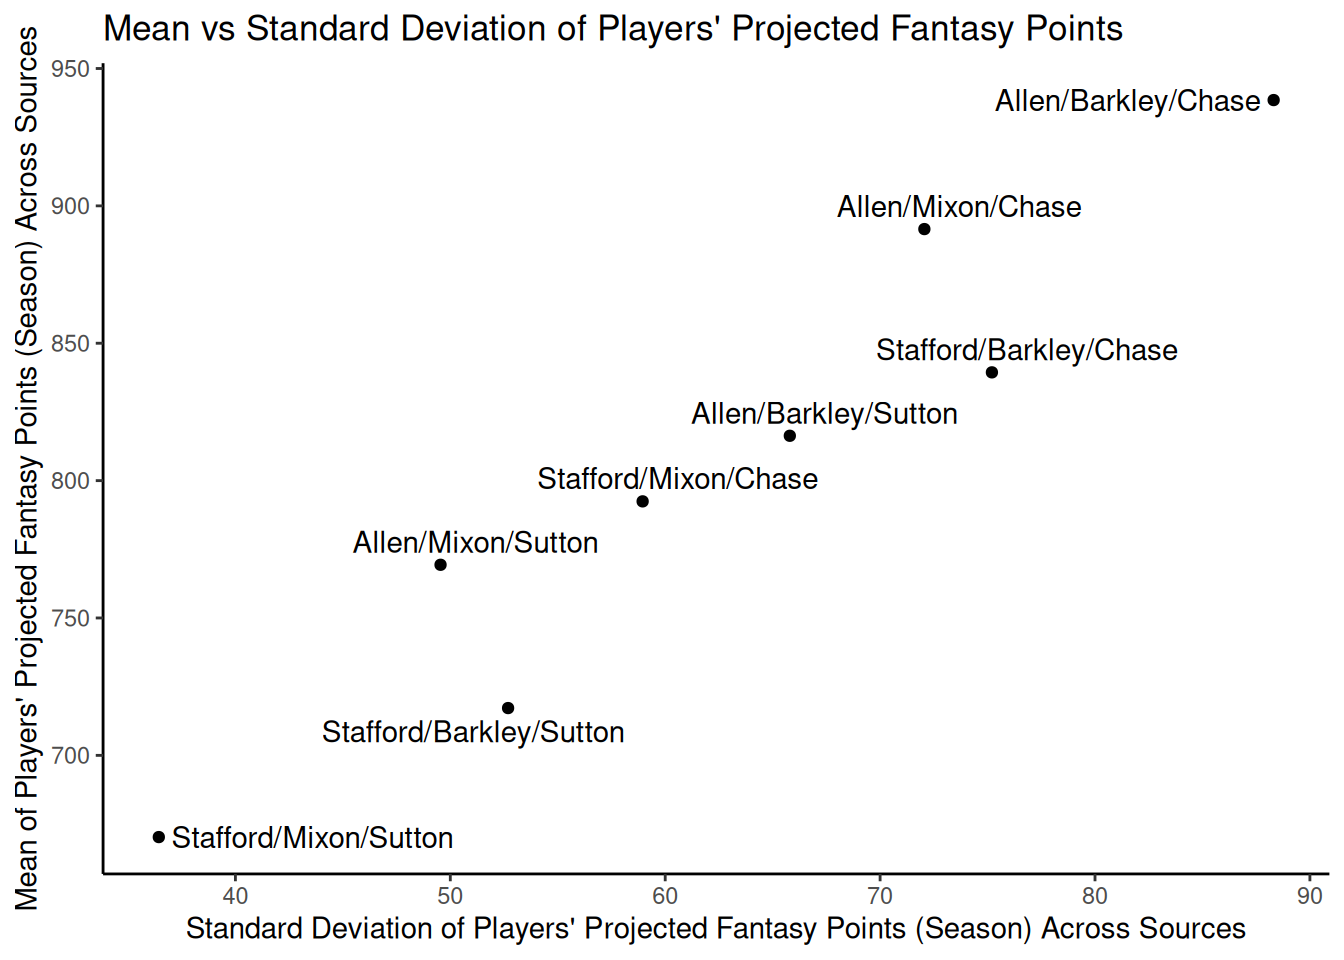 Mean vs Standard Deviation of Players' Projected Fantasy Points
Mean of Players' Projected Fantasy Points (Season) Across Sources
950
900
850
800
750
700
Allen/Barkley/Chase
Allen/Mixon/Chase
Stafford/Barkley/Chase
Allen/Barkley/Sutton
Stafford/Mixon/Chase
Allen/Mixon/Sutton
Stafford/Barkley/Sutton
Stafford/Mixon/Sutton
40 50 60 70 80 90
Standard Deviation of Players' Projected Fantasy Points (Season) Across Sources